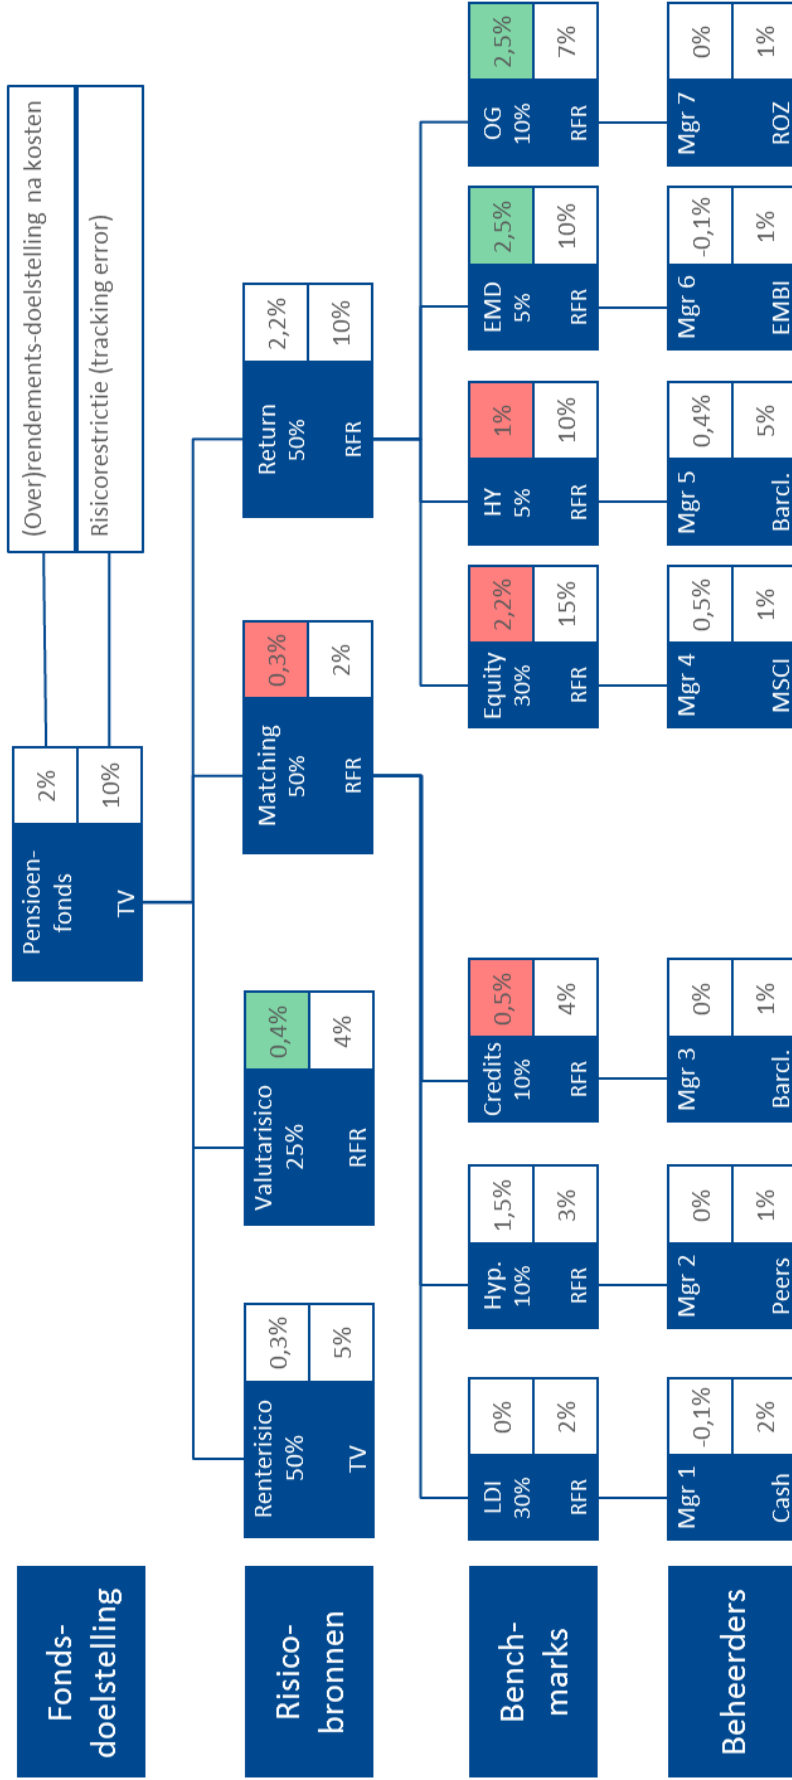 Fonds-
doelstelling
Pensioen-
fonds
TV
2%
10%
(Over)rendements-doelstelling na kosten
Risicorestrictie (tracking error)
Risico-
bronnen
Renterisico
50%
TV
0,3%
5%
Valutarisico
25%
RFR
0,4%
4%
Matching
50%
RFR
0,3%
2%
Return
50%
RFR
2,2%
10%
Bench-
marks
LDI
30%
RFR
0%
2%
Hyp.
10%
RFR
1,5%
3%
Credits
10%
RFR
0,5%
4%
Equity
30%
RFR
2,2%
15%
HY
5%
RFR
1%
10%
EMD
5%
RFR
2,5%
10%
OG
10%
RFR
2,5%
7%
Beheerders
Mgr 1
Cash
-0,1%
2%
Mgr 2
Peers
0%
1%
Mgr 3
Barcl.
0%
1%
Mgr 4
MSCI
0,5%
1%
Mgr 5
Barcl.
0,4%
5%
Mgr 6
EMBI
-0,1%
1%
Mgr 7
ROZ
0%
1%